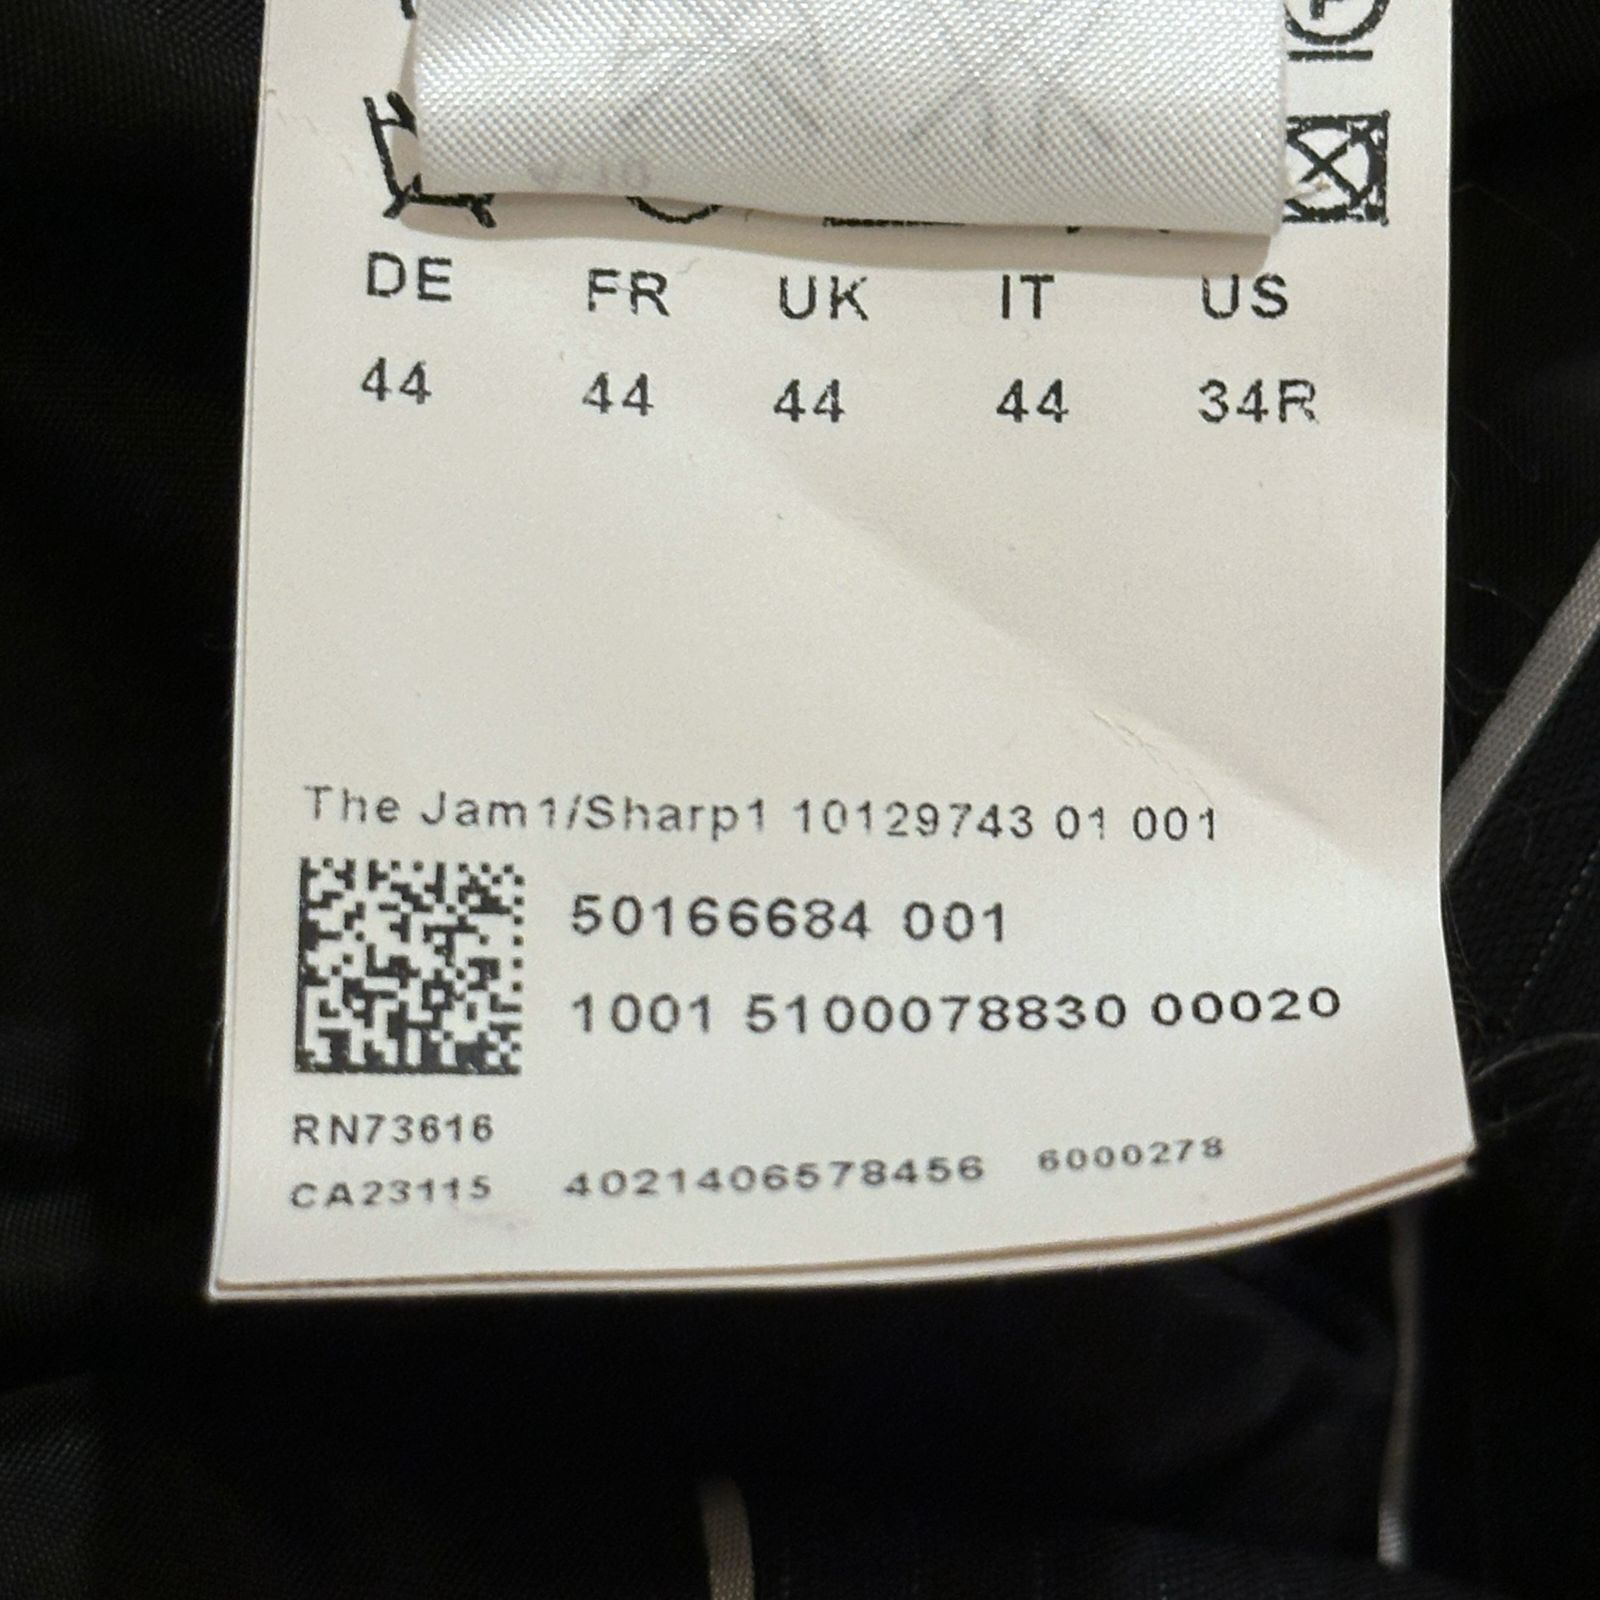 DE FR UK IT US
44 44 44 44 34R
The Jam1/Sharp1 10129743 01 001
50166684 001
1001 5100078830 00020
RN73616
CA23115 4021406578456 6000278